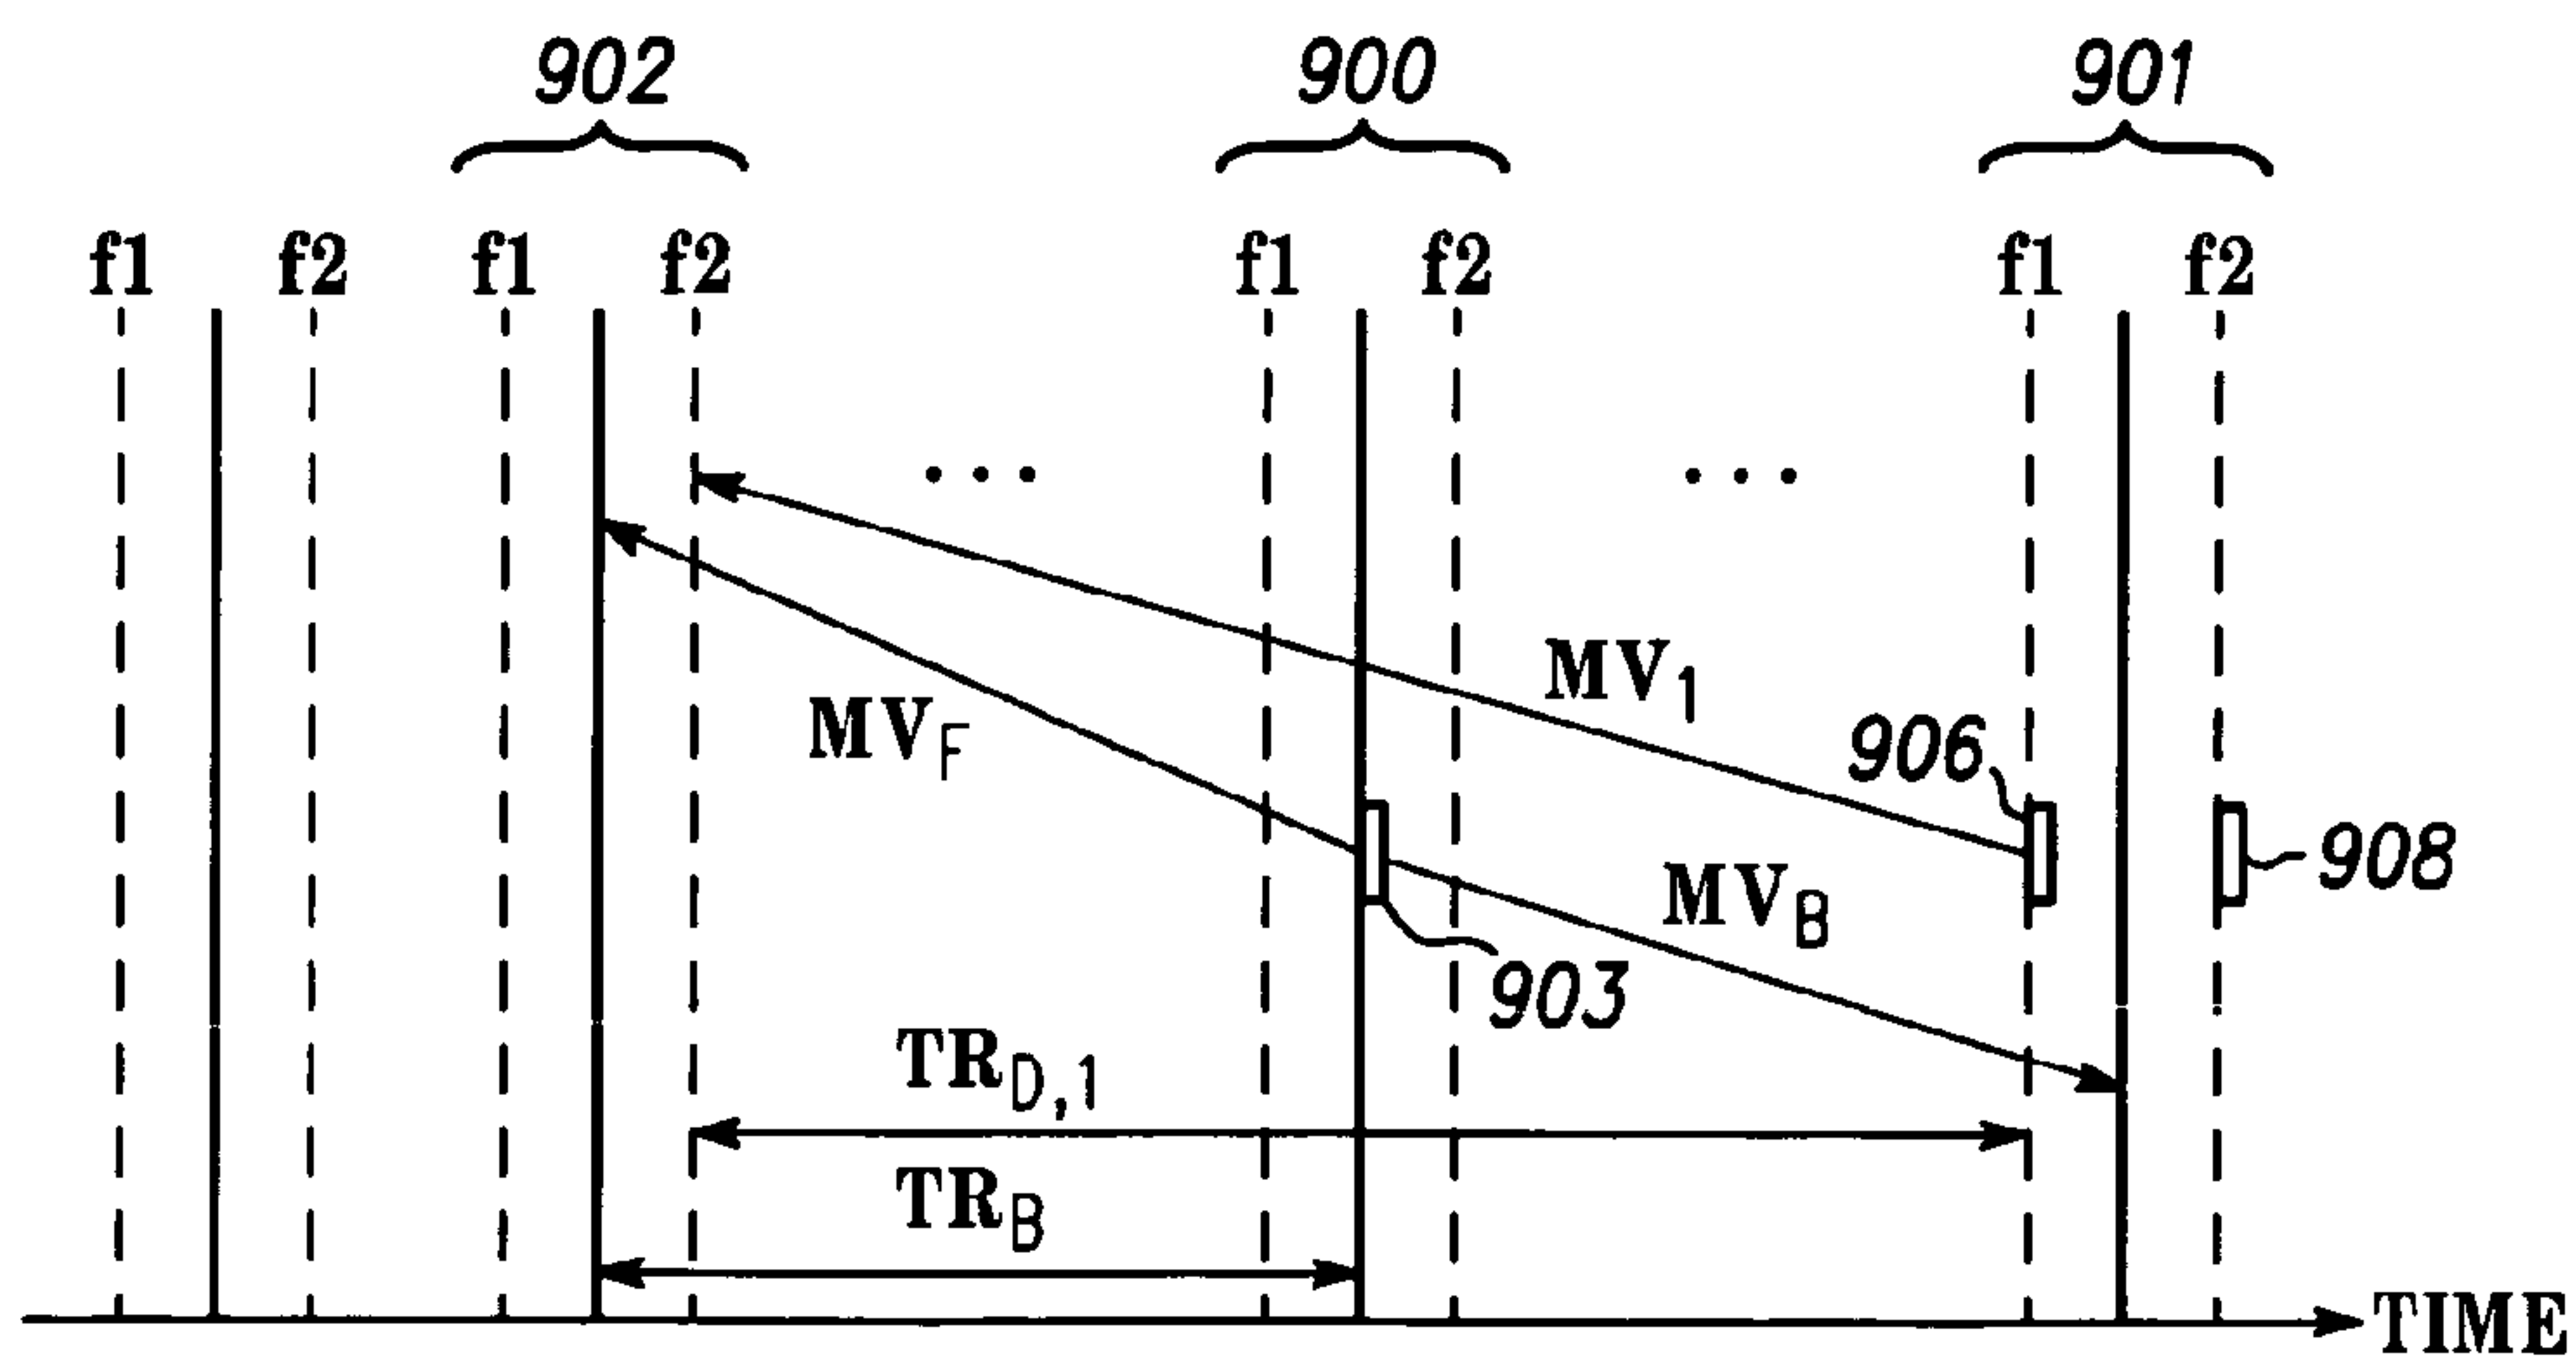 902 900 901
f1 f2 f1 f2 f1 f2 f1 f2
... ...
MV1
MVF
906
908
MVB
903
TRD,1
TRB
TIME